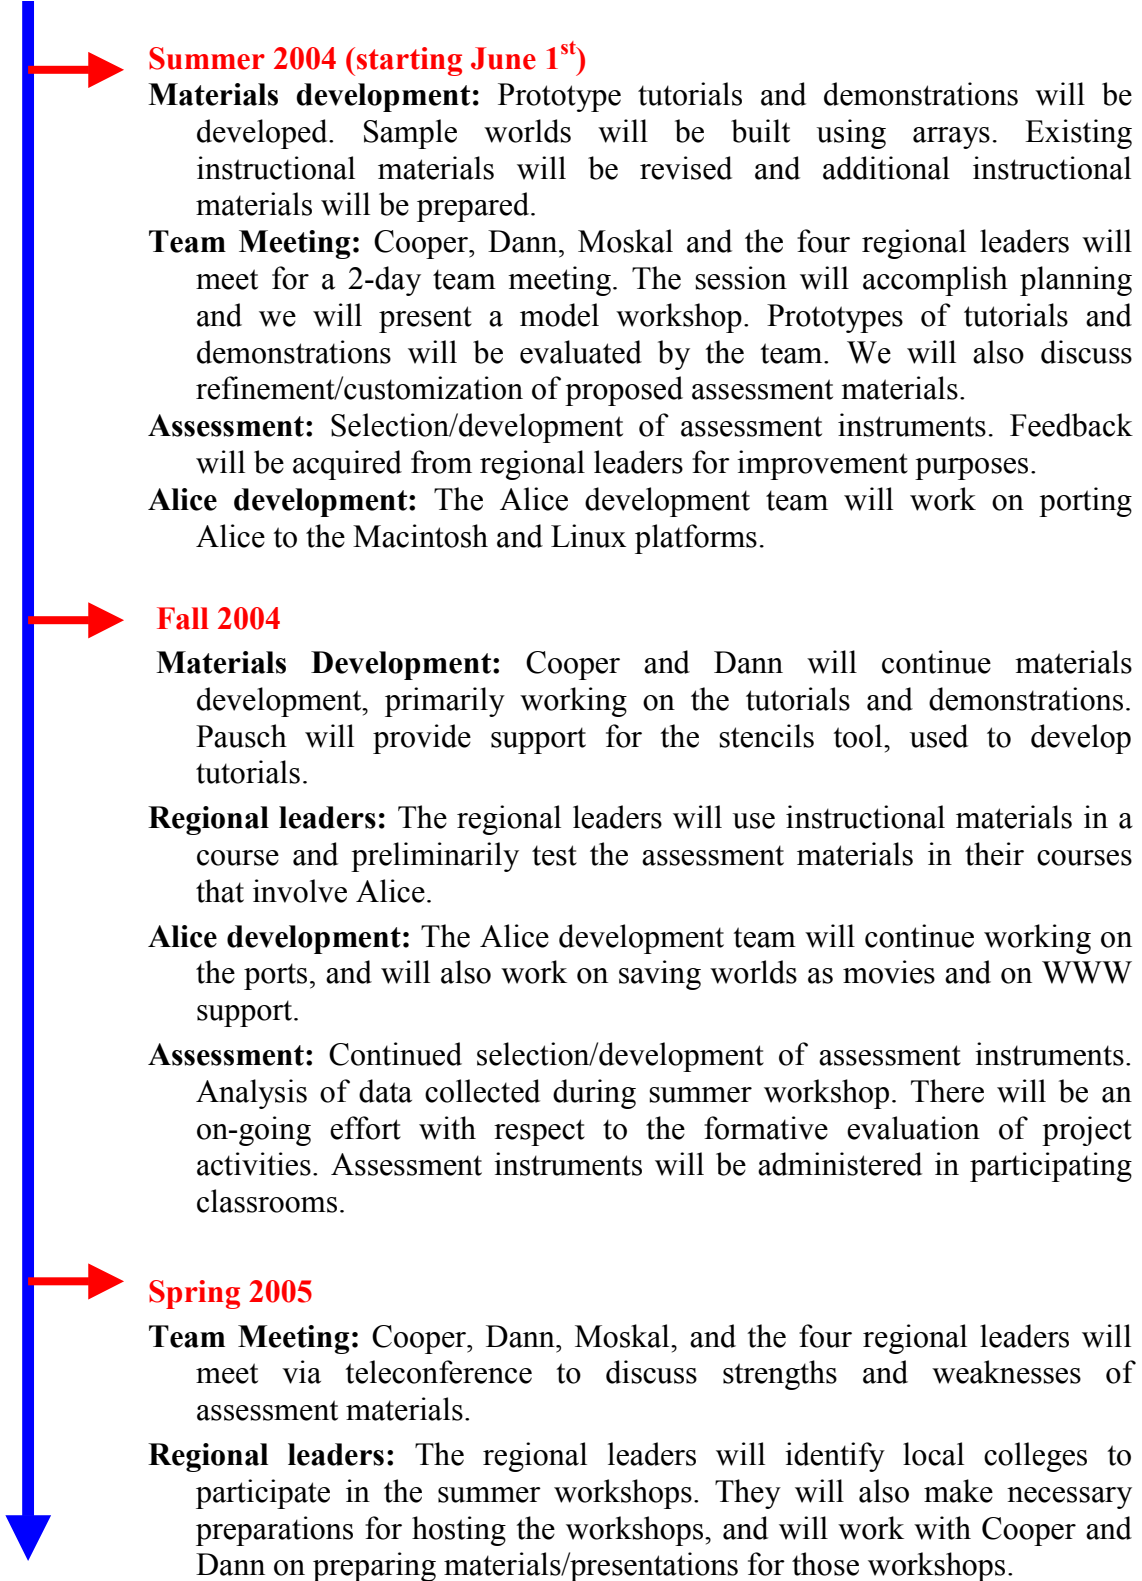 Summer 2004 (starting June 1st)
Materials development: Prototype tutorials and demonstrations will be
developed. Sample worlds will be built using arrays. Existing
instructional materials will be revised and additional instructional
materials will be prepared.
Team Meeting: Cooper, Dann, Moskal and the four regional leaders will
meet for a 2-day team meeting. The session will accomplish planning
and we will present a model workshop. Prototypes of tutorials and
demonstrations will be evaluated by the team. We will also discuss
refinement/customization of proposed assessment materials.
Assessment: Selection/development of assessment instruments. Feedback
will be acquired from regional leaders for improvement purposes.
Alice development: The Alice development team will work on porting
Alice to the Macintosh and Linux platforms.
Fall 2004
Materials Development: Cooper and Dann will continue materials
development, primarily working on the tutorials and demonstrations.
Pausch will provide support for the stencils tool, used to develop
tutorials.
Regional leaders: The regional leaders will use instructional materials in a
course and preliminarily test the assessment materials in their courses
that involve Alice.
Alice development: The Alice development team will continue working on
the ports, and will also work on saving worlds as movies and on WWW
support.
Assessment: Continued selection/development of assessment instruments.
Analysis of data collected during summer workshop. There will be an
on-going effort with respect to the formative evaluation of project
activities. Assessment instruments will be administered in participating
classrooms.
Spring 2005
Team Meeting: Cooper, Dann, Moskal, and the four regional leaders will
meet via teleconference to discuss strengths and weaknesses of
assessment materials.
Regional leaders: The regional leaders will identify local colleges to
participate in the summer workshops. They will also make necessary
preparations for hosting the workshops, and will work with Cooper and
Dann on preparing materials/presentations for those workshops.